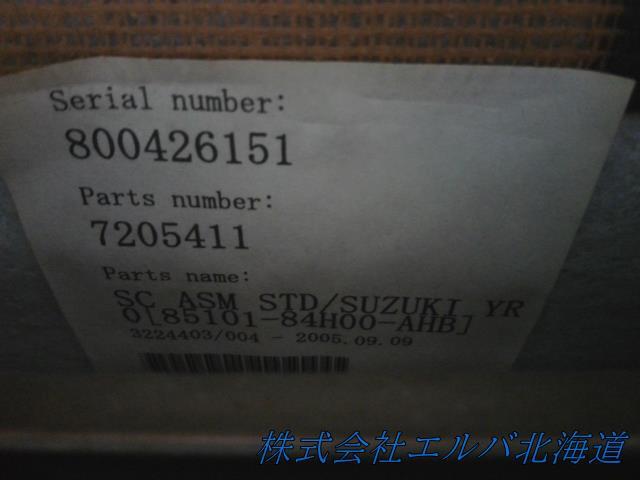 Serial number:
800426151
Parts number:
7205411
Parts name:
SC ASM STD/SUZUKI YR
0[85101-84H00-AHB]
3224403/004 - 2005.09.09
株式会社エルバ北海道